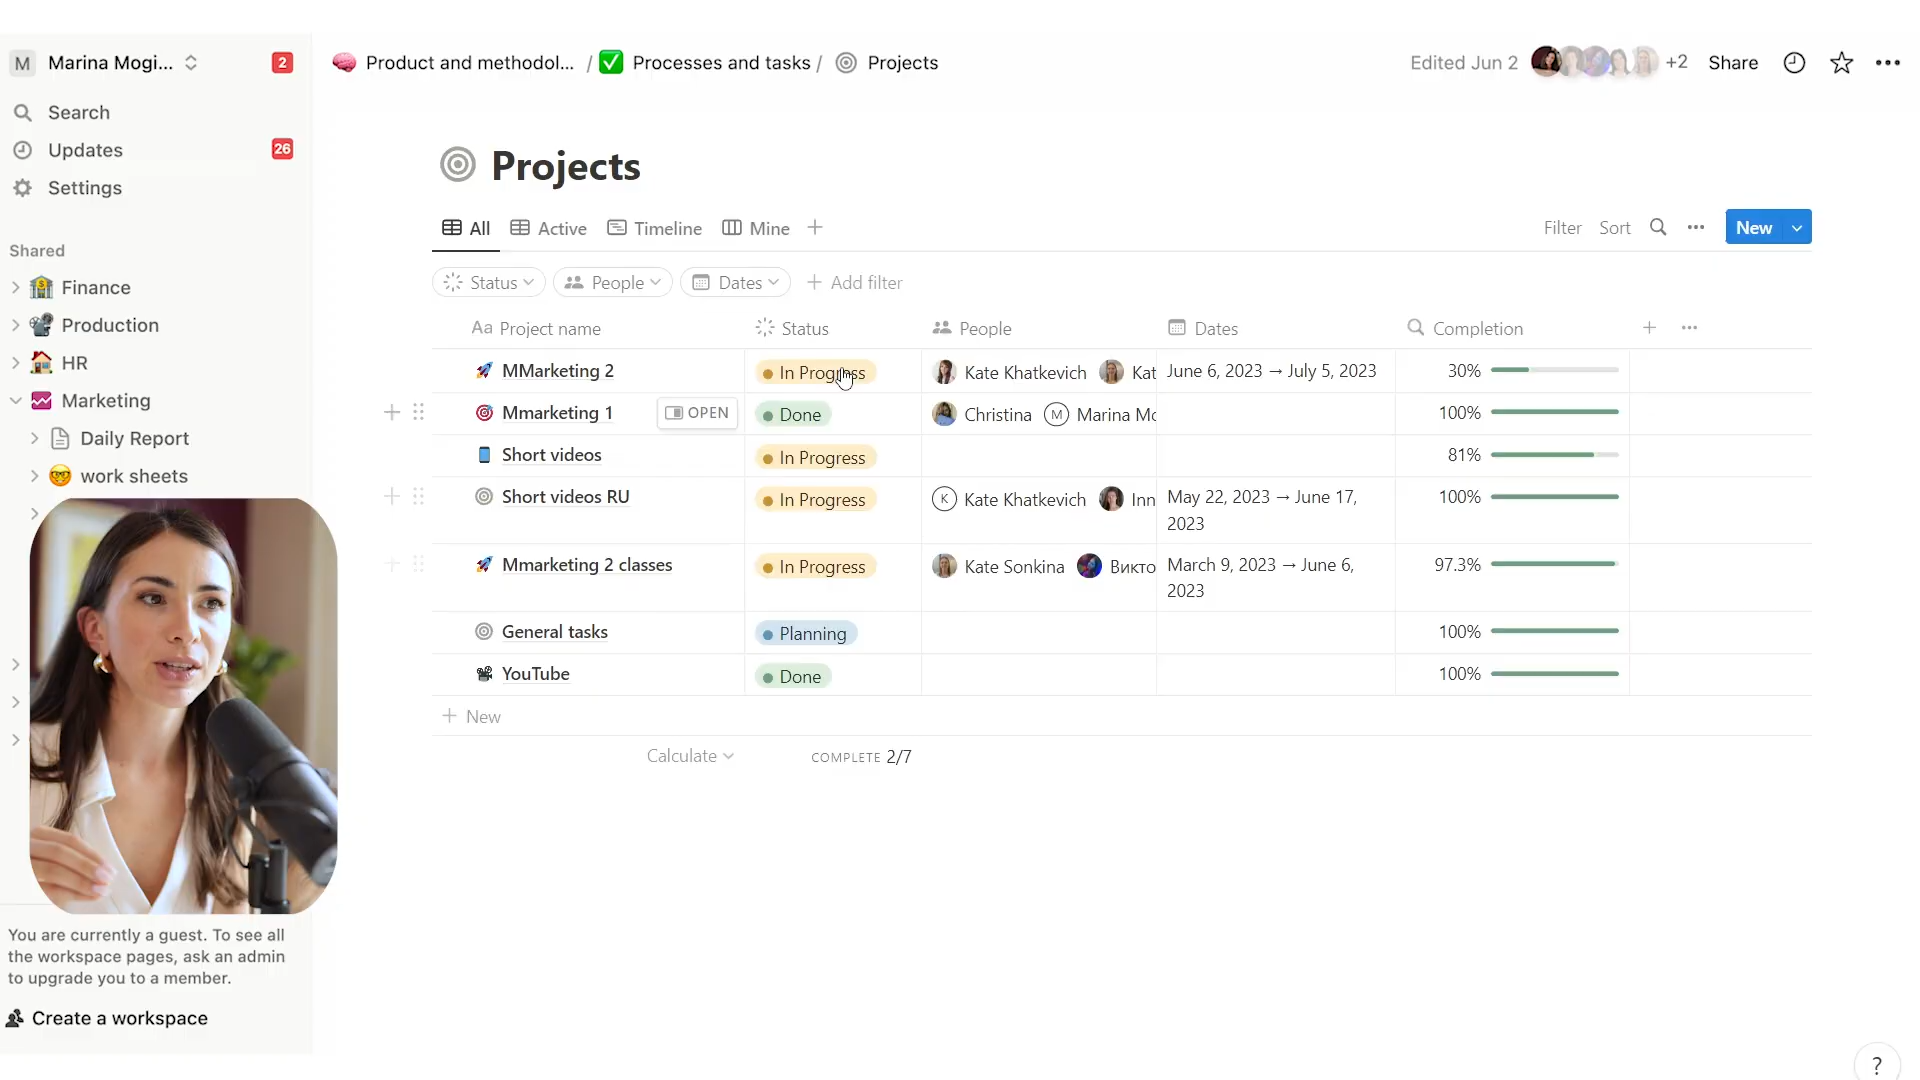 M Marina Mogi... 2
Product and methodol... / Processes and tasks / Projects
Edited Jun 2 +2 Share
Search
Updates 26
Settings
Shared
Finance
Production
HR
Marketing
Daily Report
work sheets
You are currently a guest. To see all
the workspace pages, ask an admin
to upgrade you to a member.
Create a workspace
Projects
All Active Timeline Mine
Filter Sort New
Status People Dates + Add filter
Aa Project name Status People Dates Completion
MMarketing 2 In Progress Kate Khatkevich Kat June 6, 2023 → July 5, 2023 30%
Mmarketing 1 OPEN Done Christina M Marina Mo 100%
Short videos In Progress 81%
Short videos RU In Progress K Kate Khatkevich Inn May 22, 2023 → June 17, 100%
2023
Mmarketing 2 classes In Progress Kate Sonkina Викто March 9, 2023 → June 6, 97.3%
2023
General tasks Planning 100%
YouTube Done 100%
+ New
Calculate COMPLETE 2/7
?